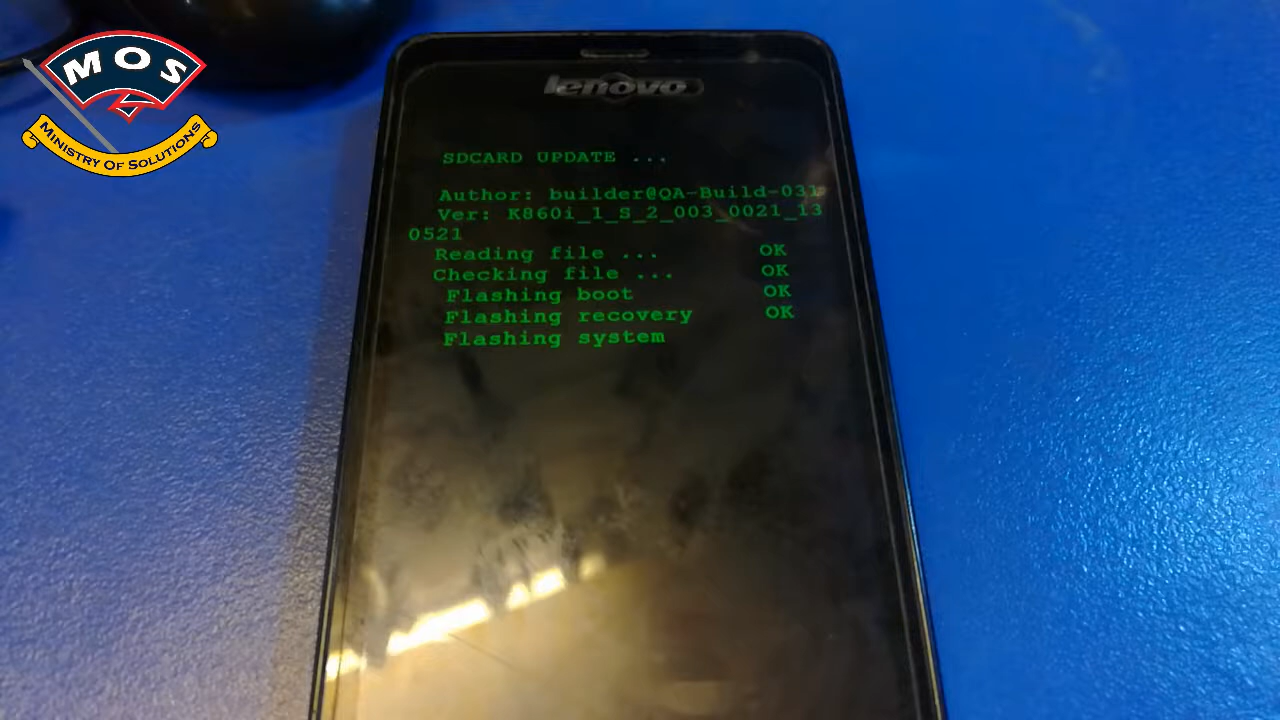 MOS
MINISTRY OF SOLUTIONS
lenovo
SDCARD UPDATE ...
Author: builder@QA-Build-031
Ver: K860i_1_S_2_003_0021_13
0521
Reading file ... OK
Checking file ... OK
Flashing boot OK
Flashing recovery OK
Flashing system